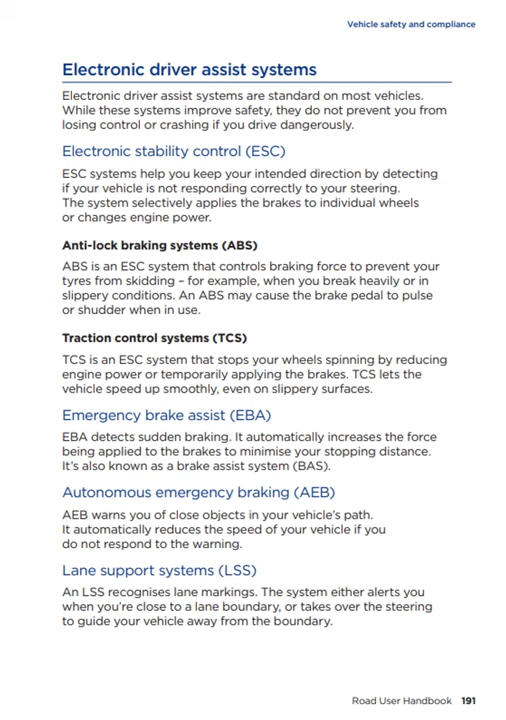 Vehicle safety and compliance
Electronic driver assist systems
Electronic driver assist systems are standard on most vehicles.
While these systems improve safety, they do not prevent you from
losing control or crashing if you drive dangerously.
Electronic stability control (ESC)
ESC systems help you keep your intended direction by detecting
if your vehicle is not responding correctly to your steering.
The system selectively applies the brakes to individual wheels
or changes engine power.
Anti-lock braking systems (ABS)
ABS is an ESC system that controls braking force to prevent your
tyres from skidding – for example, when you break heavily or in
slippery conditions. An ABS may cause the brake pedal to pulse
or shudder when in use.
Traction control systems (TCS)
TCS is an ESC system that stops your wheels spinning by reducing
engine power or temporarily applying the brakes. TCS lets the
vehicle speed up smoothly, even on slippery surfaces.
Emergency brake assist (EBA)
EBA detects sudden braking. It automatically increases the force
being applied to the brakes to minimise your stopping distance.
It's also known as a brake assist system (BAS).
Autonomous emergency braking (AEB)
AEB warns you of close objects in your vehicle's path.
It automatically reduces the speed of your vehicle if you
do not respond to the warning.
Lane support systems (LSS)
An LSS recognises lane markings. The system either alerts you
when you're close to a lane boundary, or takes over the steering
to guide your vehicle away from the boundary.
Road User Handbook 191